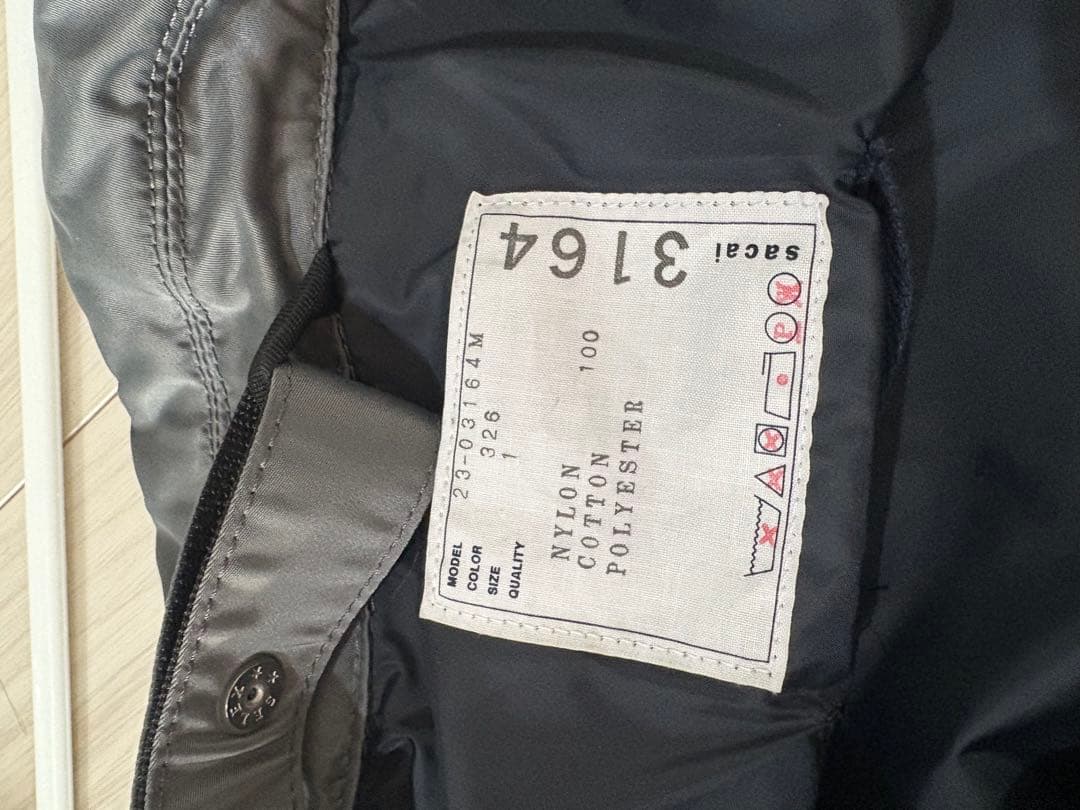 MODEL 23-03164M
COLOR 326
SIZE 1
QUALITY
NYLON 100
COTTON
POLYESTER
sacai
3164
P
W